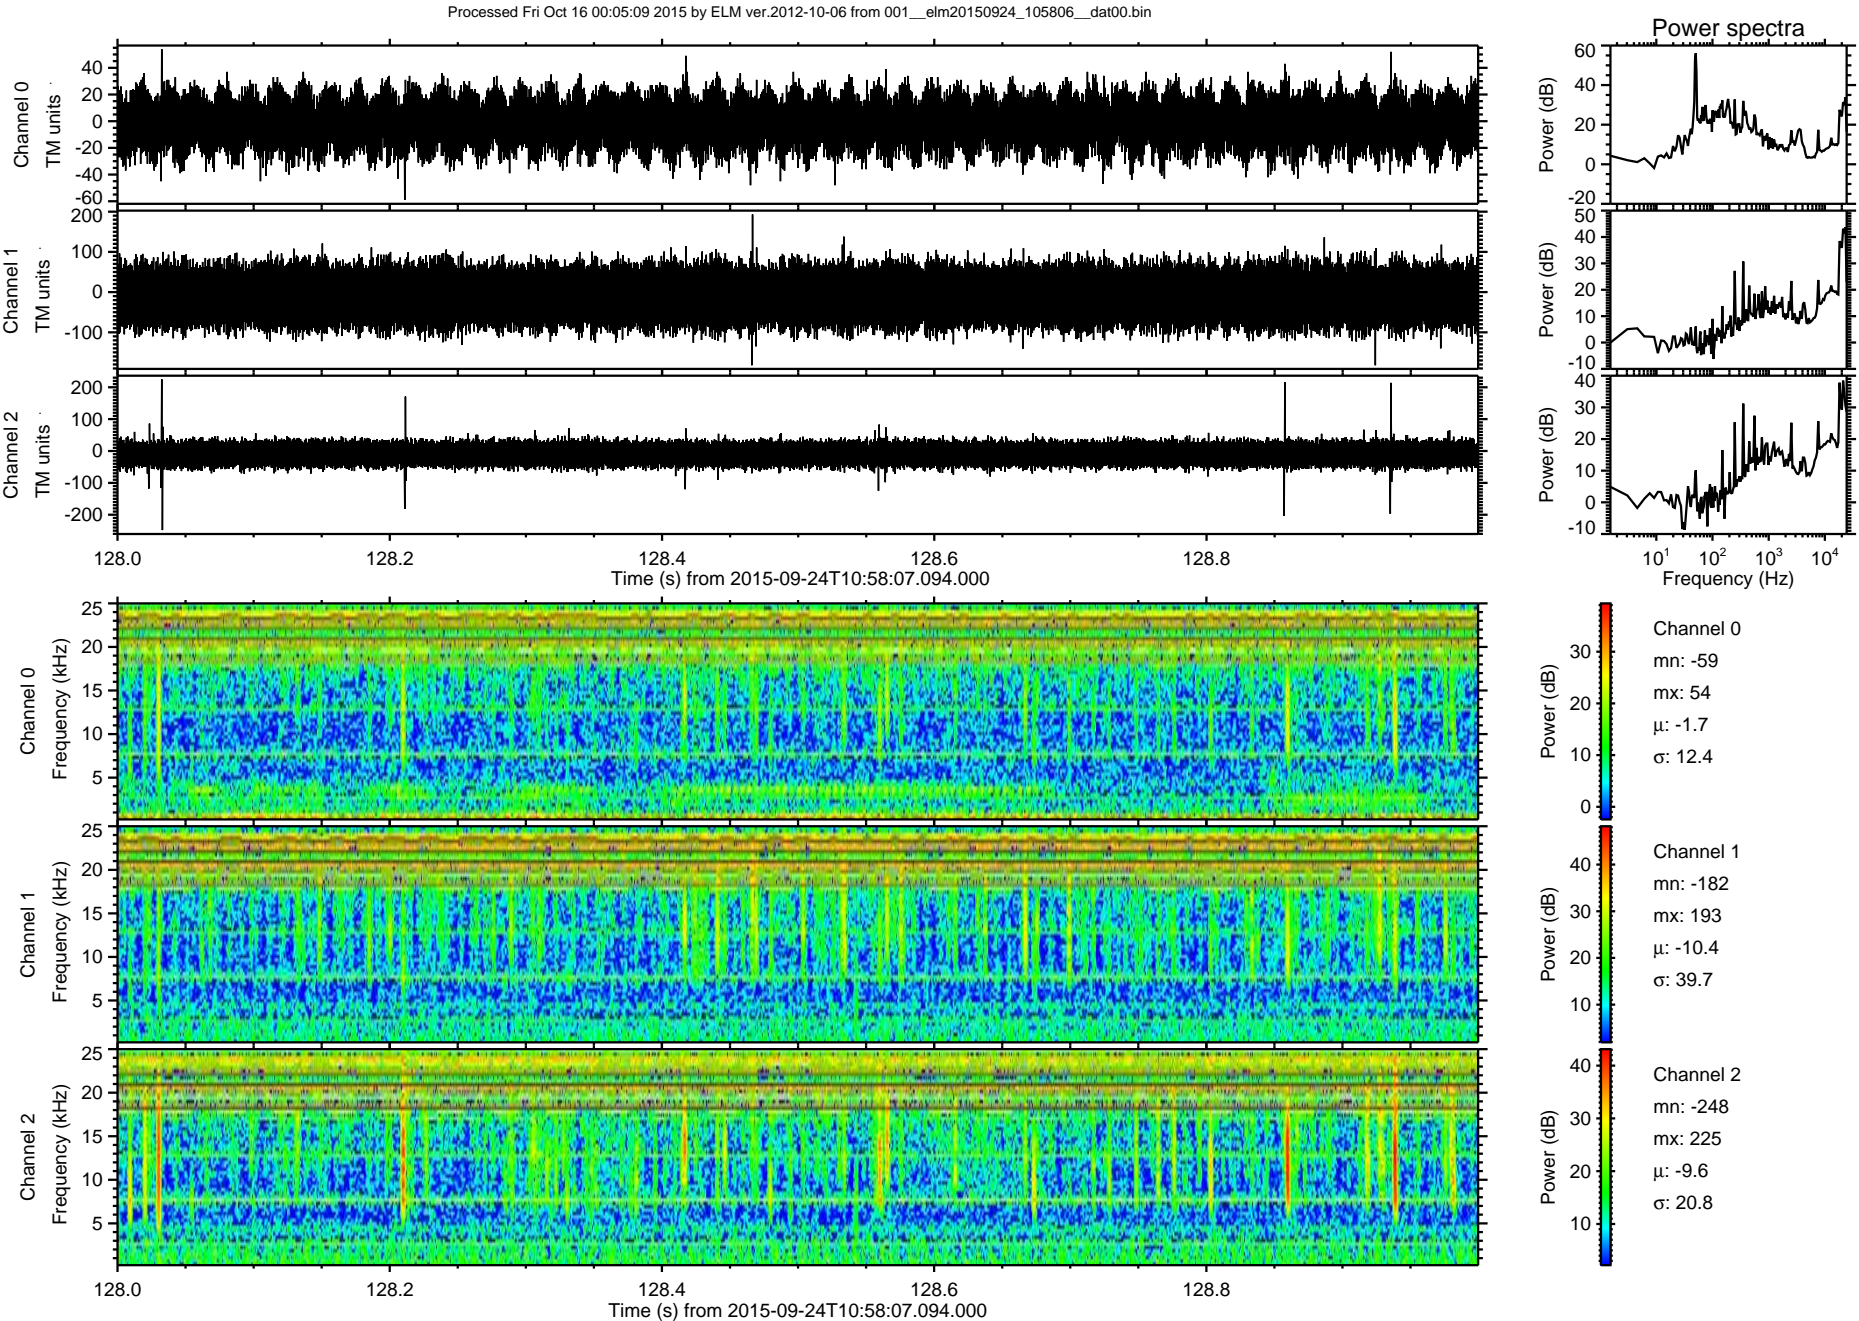 Processed Fri Oct 16 00:05:09 2015 by ELM ver.2012-10-06 from 001__elm20150924_105806__dat00.bin
Power spectra
Channel 0
TM units
40
20
0
-20
-40
-60
Power (dB)
60
40
20
0
-20
Channel 1
TM units
200
100
0
-100
Power (dB)
50
40
30
20
10
0
-10
Channel 2
TM units
200
100
0
-100
-200
Power (dB)
40
30
20
10
0
-10
128.0
128.2
128.4
128.6
128.8
Time (s) from 2015-09-24T10:58:07.094.000
10^1
10^2
10^3
10^4
Frequency (Hz)
Channel 0
Frequency (kHz)
25
20
15
10
5
Power (dB)
30
20
10
0
Channel 0
mn: -59
mx: 54
μ: -1.7
σ: 12.4
Channel 1
Frequency (kHz)
25
20
15
10
5
Power (dB)
40
30
20
10
Channel 1
mn: -182
mx: 193
μ: -10.4
σ: 39.7
Channel 2
Frequency (kHz)
25
20
15
10
5
Power (dB)
40
30
20
10
Channel 2
mn: -248
mx: 225
μ: -9.6
σ: 20.8
128.0
128.2
128.4
128.6
128.8
Time (s) from 2015-09-24T10:58:07.094.000